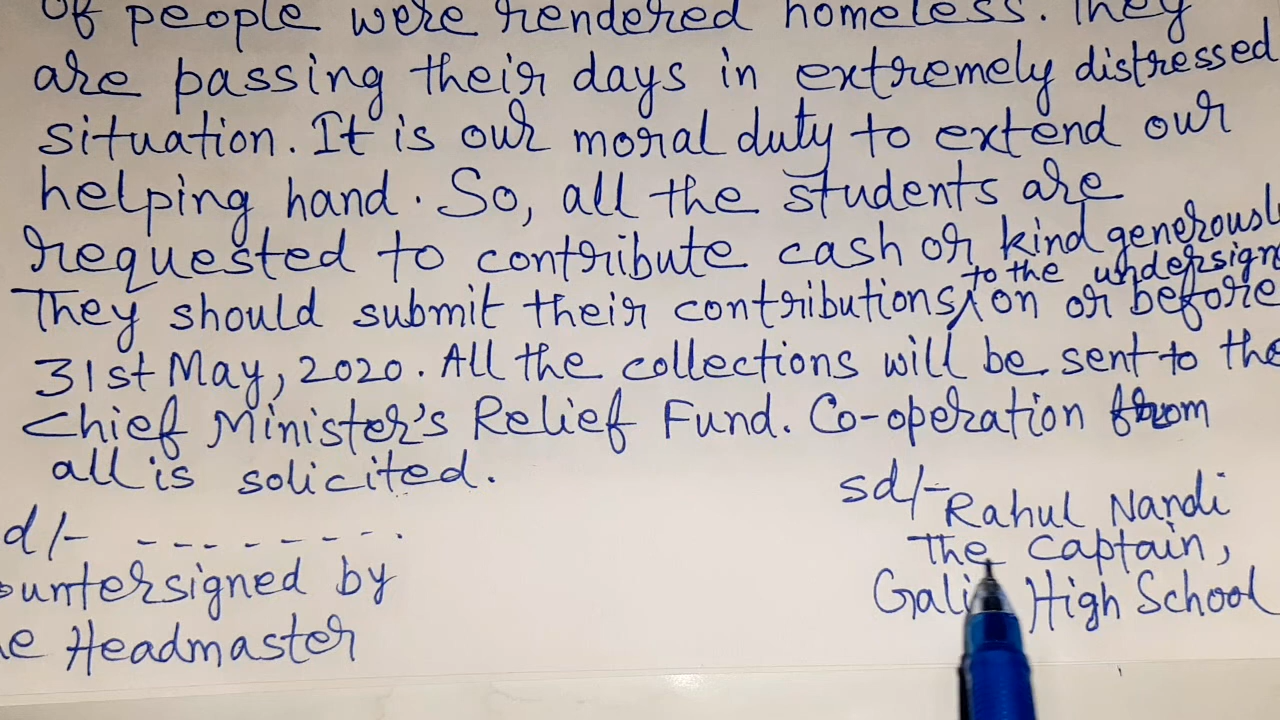 of people were rendered homeless. They
are passing their days in extremely distressed
situation. It is our moral duty to extend our
helping hand. So, all the students are
requested to contribute cash or kind generously
to the undersign
They should submit their contributions, on or before
31st May, 2020. All the collections will be sent to the
Chief Minister's Relief Fund. Co-operation from
all is solicited.
sd/- Rahul Nandi
d/- --------.
The Captain,
ountersigned by
High School
e Headmaster